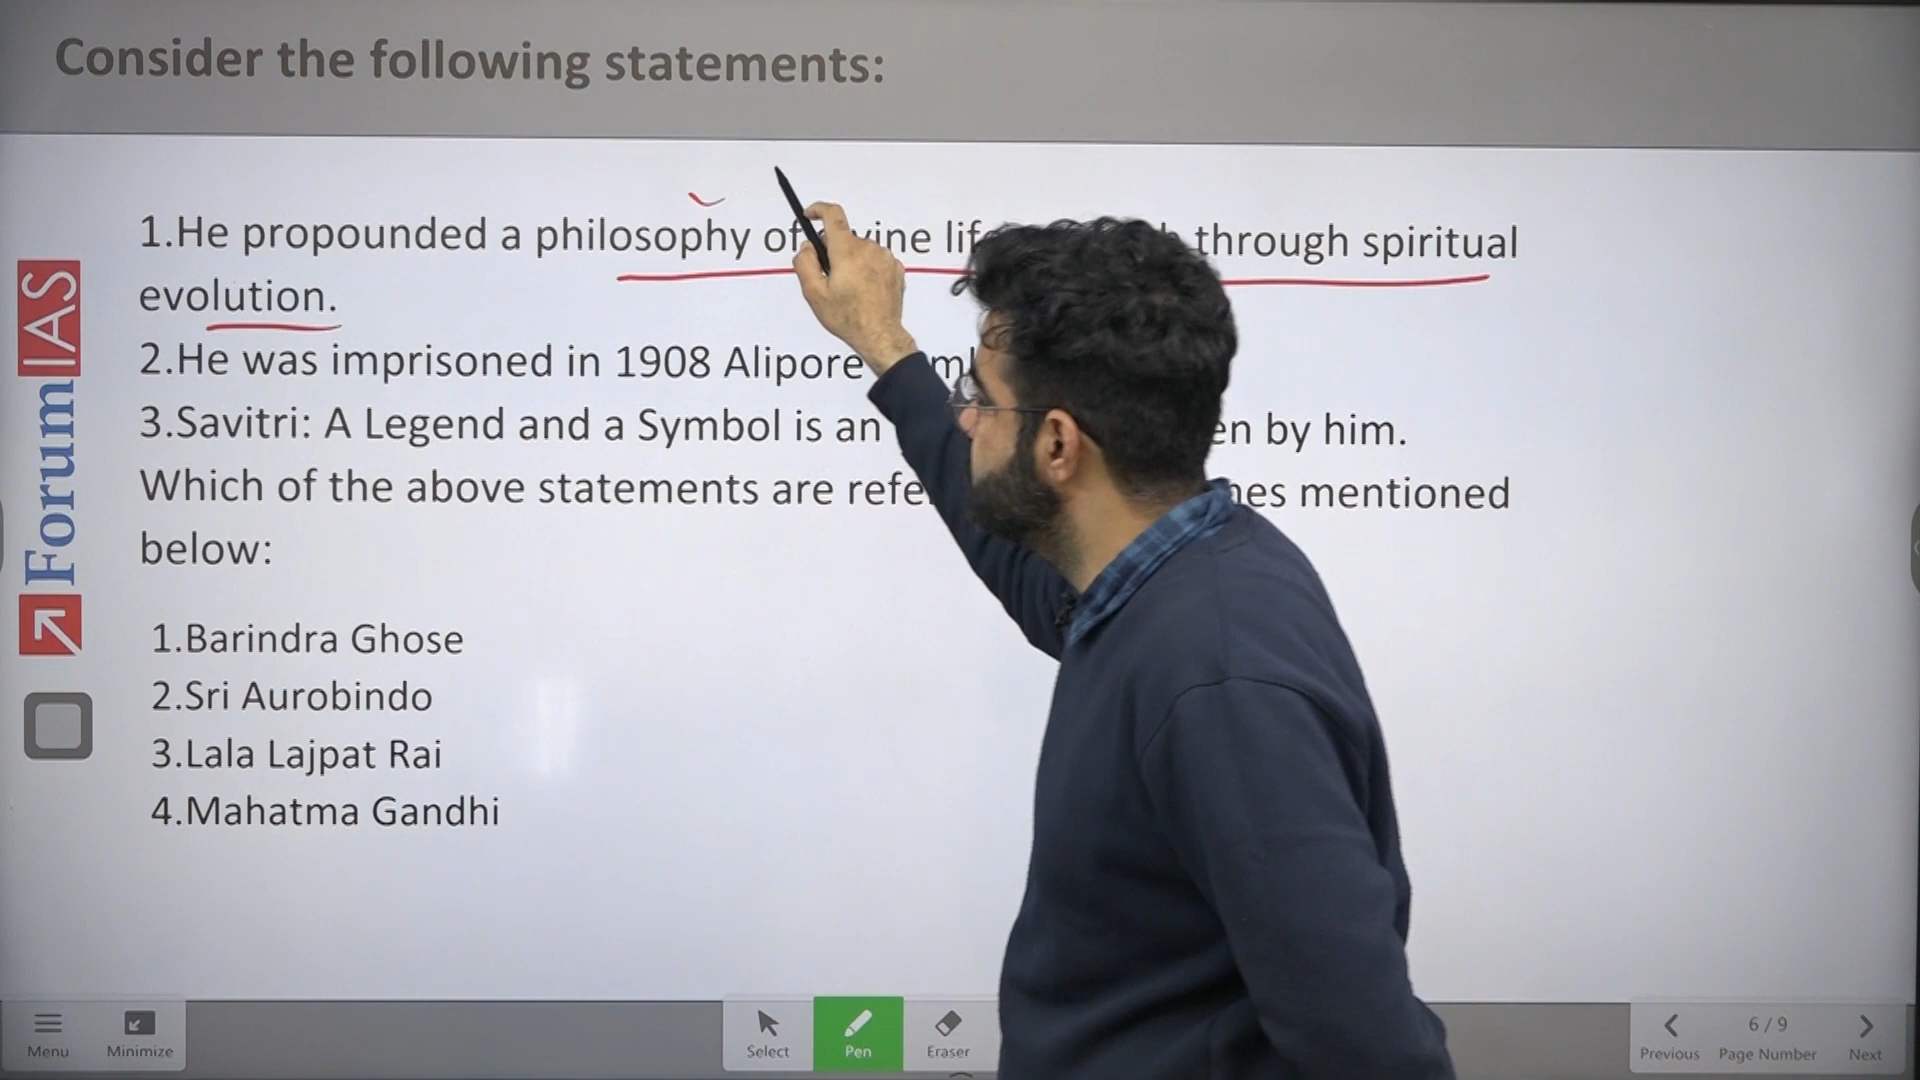 Consider the following statements:
1.He propounded a philosophy of life through spiritual
evolution.
2.He was imprisoned in 1908 Alipore
3.Savitri: A Legend and a Symbol is an by him.
Which of the above statements are mentioned
below:
1.Barindra Ghose
2.Sri Aurobindo
3.Lala Lajpat Rai
4.Mahatma Gandhi
Forum IAS
Menu
Minimize
Select
Pen
Eraser
6 / 9
Previous
Page Number
Next